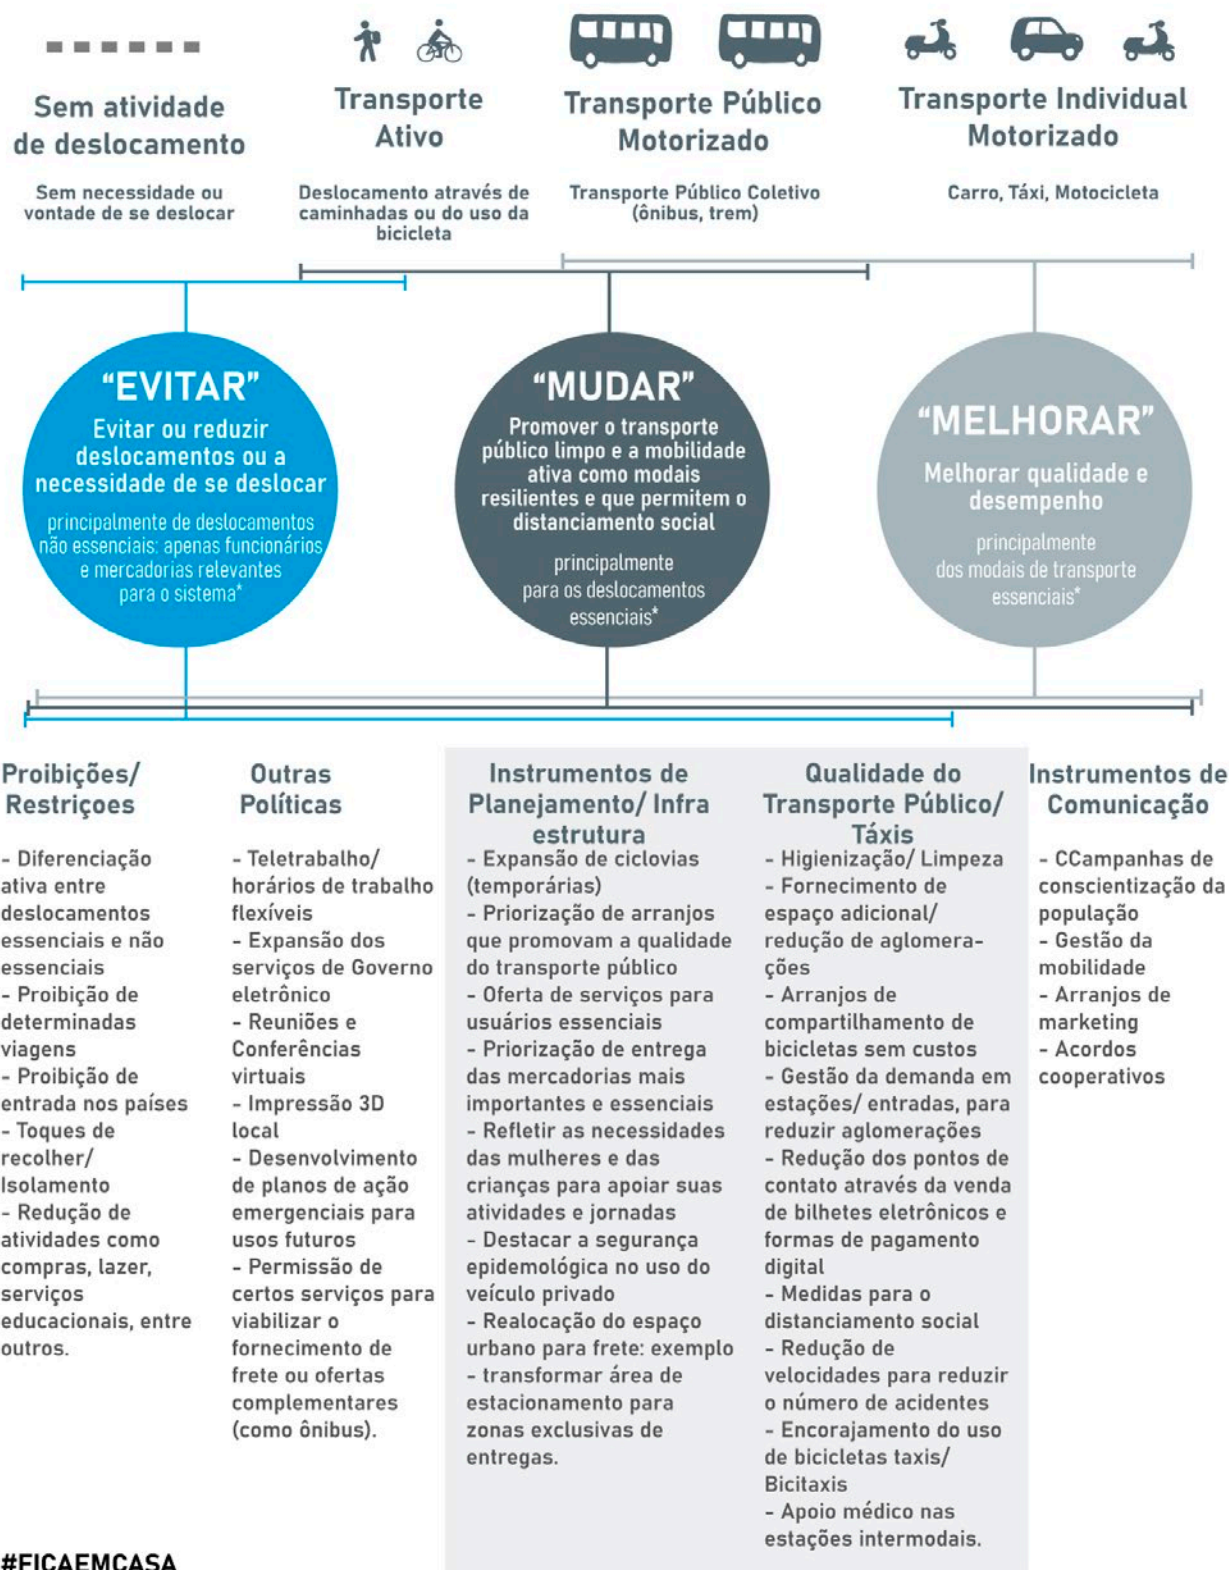 Sem atividade
de deslocamento
Sem necessidade ou
vontade de se deslocar
Transporte
Ativo
Deslocamento através de
caminhadas ou do uso da
bicicleta
Transporte Público
Motorizado
Transporte Público Coletivo
(ônibus, trem)
Transporte Individual
Motorizado
Carro, Táxi, Motocicleta
“EVITAR”
Evitar ou reduzir
deslocamentos ou a
necessidade de se deslocar
principalmente de deslocamentos
não essenciais: apenas funcionários
e mercadorias relevantes
para o sistema*
“MUDAR”
Promover o transporte
público limpo e a mobilidade
ativa como modais
resilientes e que permitem o
distanciamento social
principalmente
para os deslocamentos
essenciais*
“MELHORAR”
Melhorar qualidade e
desempenho
principalmente
dos modais de transporte
essenciais*
Proibições/
Restriçoes
- Diferenciação
ativa entre
deslocamentos
essenciais e não
essenciais
- Proibição de
determinadas
viagens
- Proibição de
entrada nos países
- Toques de
recolher/
Isolamento
- Redução de
atividades como
compras, lazer,
serviços
educacionais, entre
outros.
Outras
Políticas
- Teletrabalho/
horários de trabalho
flexíveis
- Expansão dos
serviços de Governo
eletrônico
- Reuniões e
Conferências
virtuais
- Impressão 3D
local
- Desenvolvimento
de planos de ação
emergenciais para
usos futuros
- Permissão de
certos serviços para
viabilizar o
fornecimento de
frete ou ofertas
complementares
(como ônibus).
Instrumentos de
Planejamento/ Infra
estrutura
- Expansão de ciclovias
(temporárias)
- Priorização de arranjos
que promovam a qualidade
do transporte público
- Oferta de serviços para
usuários essenciais
- Priorização de entrega
das mercadorias mais
importantes e essenciais
- Refletir as necessidades
das mulheres e das
crianças para apoiar suas
atividades e jornadas
- Destacar a segurança
epidemológica no uso do
veículo privado
- Realocação do espaço
urbano para frete: exemplo
- transformar área de
estacionamento para
zonas exclusivas de
entregas.
Qualidade do
Transporte Público/
Táxis
- Higienização/ Limpeza
- Fornecimento de
espaço adicional/
redução de aglomera-
ções
- Arranjos de
compartilhamento de
bicicletas sem custos
- Gestão da demanda em
estações/ entradas, para
reduzir aglomerações
- Redução dos pontos de
contato através da venda
de bilhetes eletrônicos e
formas de pagamento
digital
- Medidas para o
distanciamento social
- Redução de
velocidades para reduzir
o número de acidentes
- Encorajamento do uso
de bicicletas taxis/
Bicitaxis
- Apoio médico nas
estações intermodais.
Instrumentos de
Comunicação
- CCampanhas de
conscientização da
população
- Gestão da
mobilidade
- Arranjos de
marketing
- Acordos
cooperativos
#FICAEMCASA